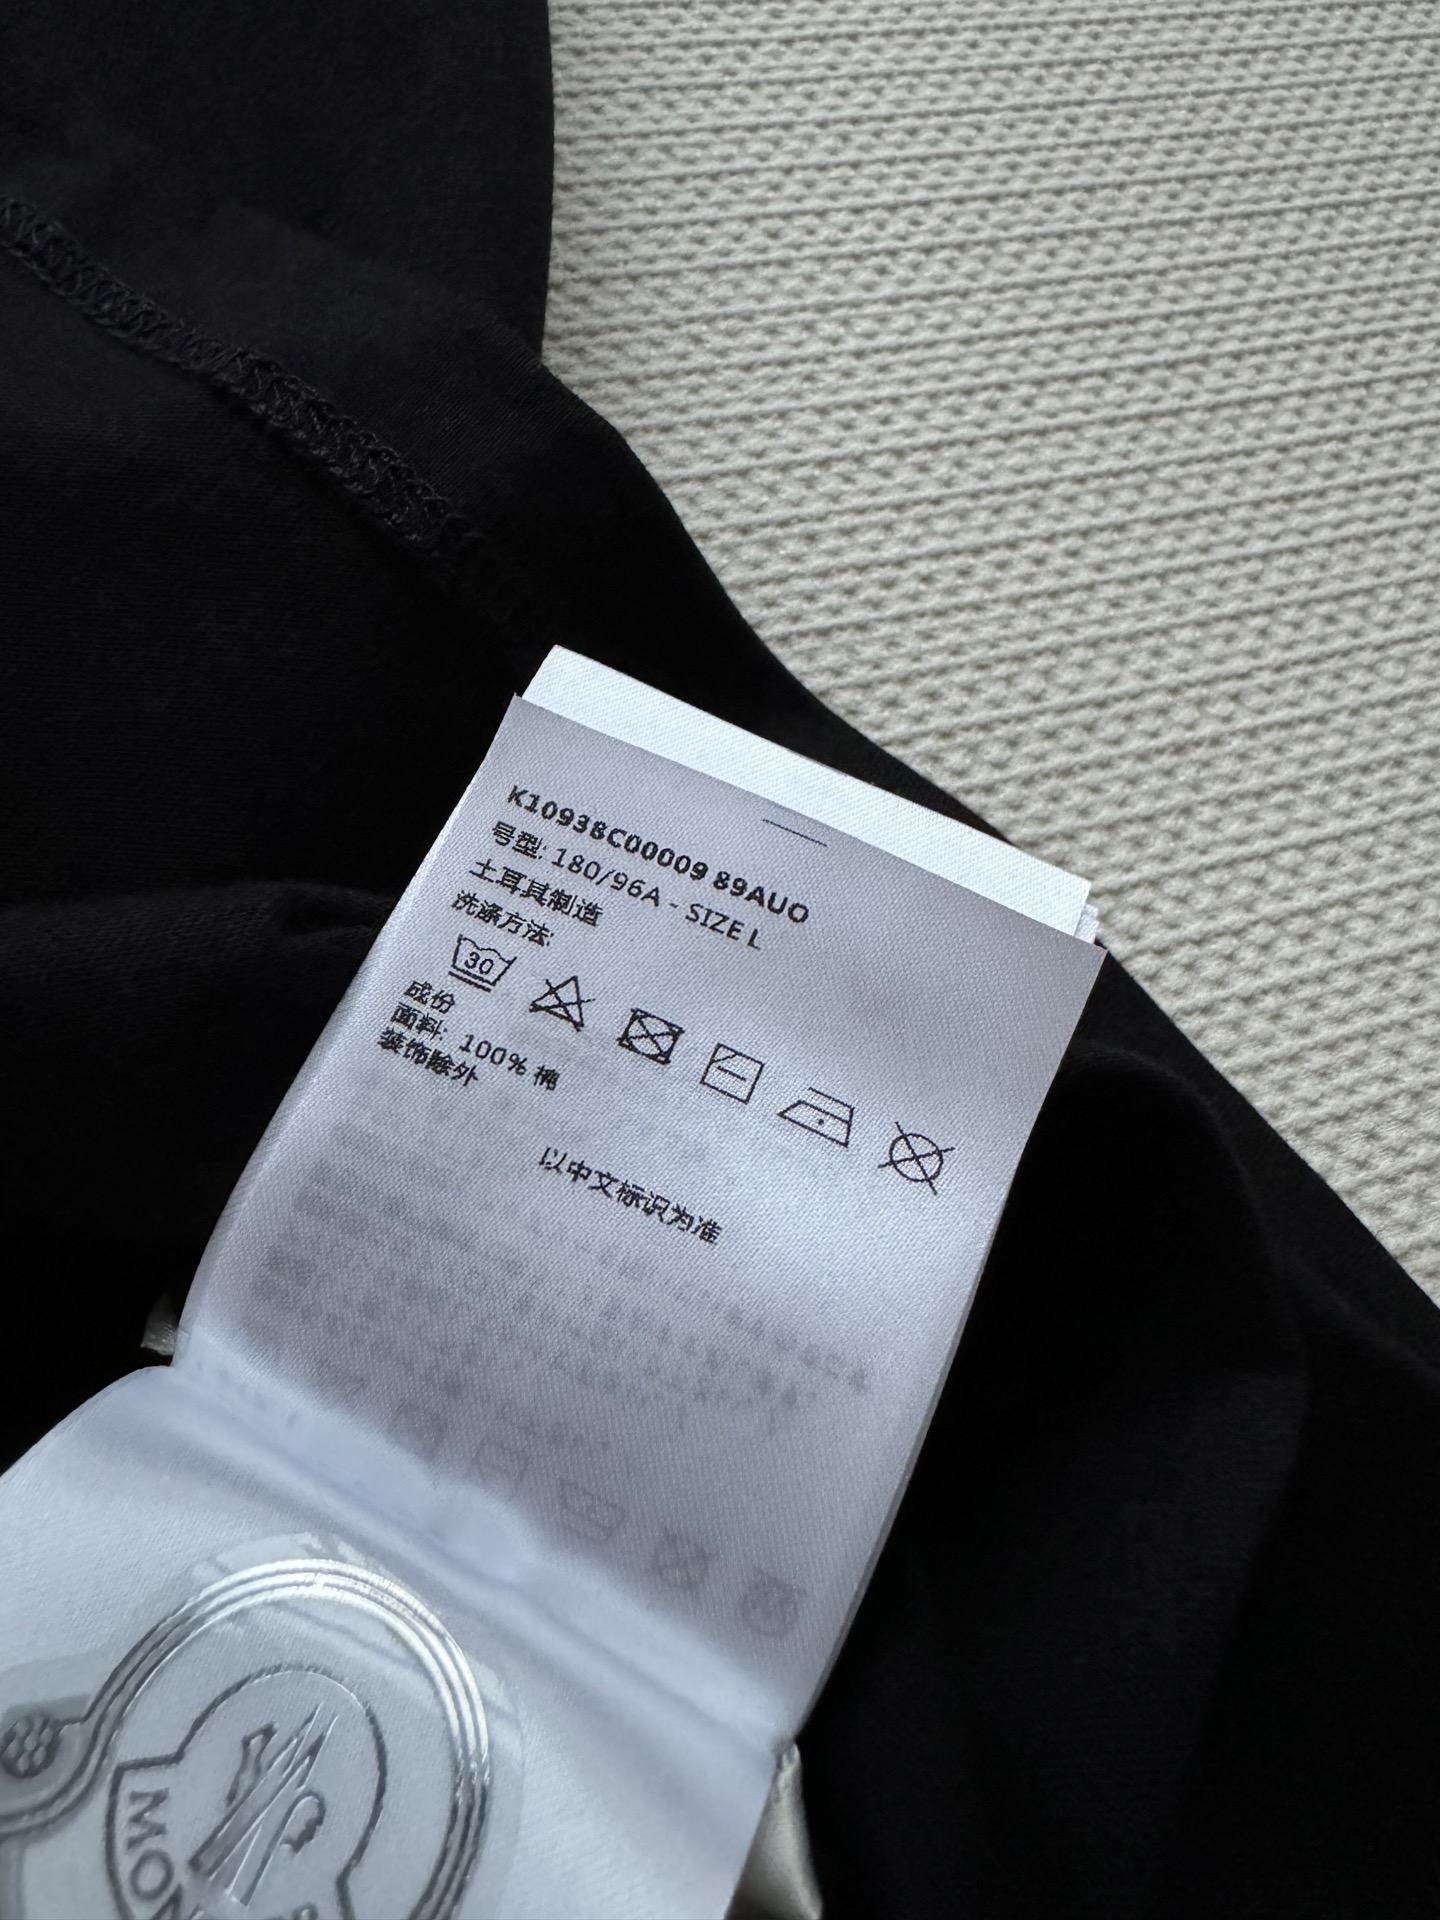 K10938C00009 89AUO
号型: 180/96A - SIZE L
土耳其制造
洗涤方法:
30
成份
面料: 100% 棉
装饰除外
以中文标识为准
MON